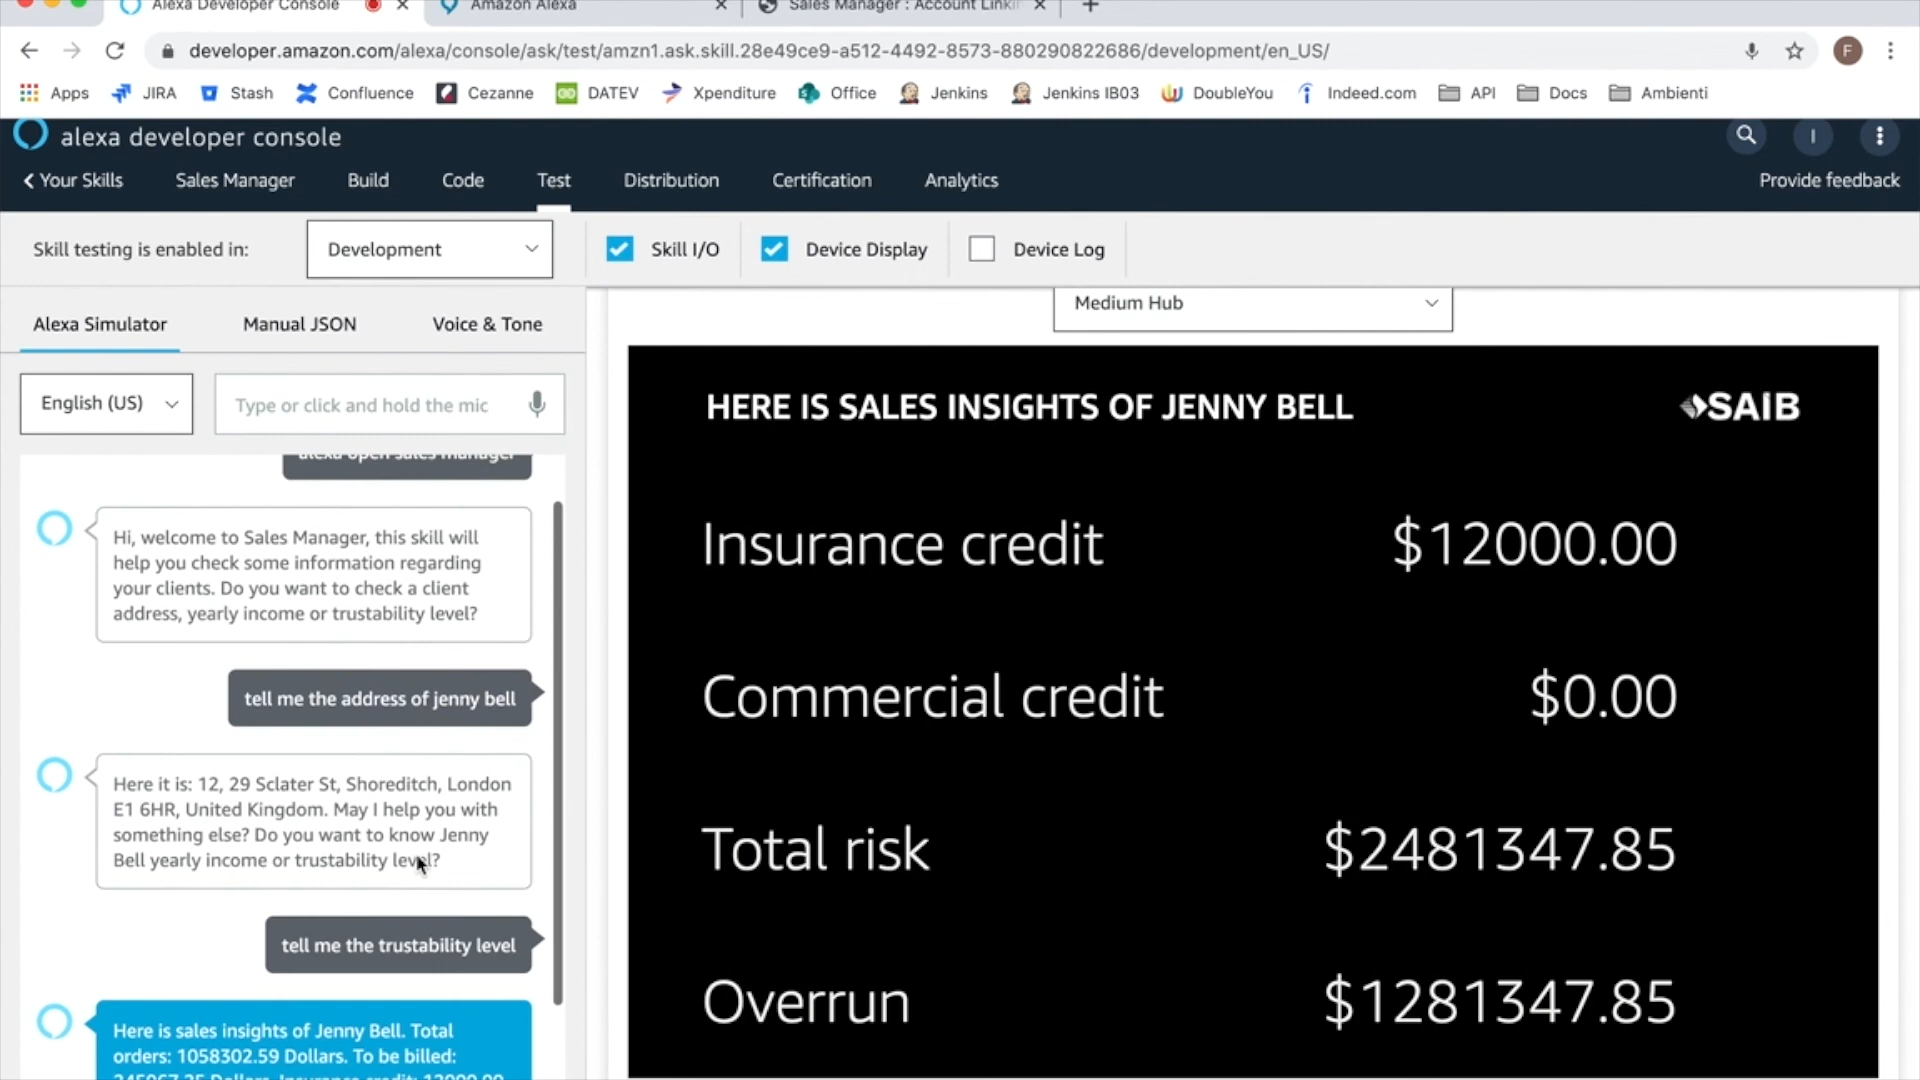 Alexa Developer Console
Amazon Alexa
Sales Manager : Account Linkin
developer.amazon.com/alexa/console/ask/test/amzn1.ask.skill.28e49ce9-a512-4492-8573-880290822686/development/en_US/
F
Apps JIRA Stash Confluence Cezanne DATEV Xpenditure Office Jenkins Jenkins IB03 DoubleYou Indeed.com API Docs Ambienti
alexa developer console
I
Your Skills Sales Manager Build Code Test Distribution Certification Analytics Provide feedback
Skill testing is enabled in: Development Skill I/O Device Display Device Log
Alexa Simulator Manual JSON Voice & Tone
Medium Hub
English (US) Type or click and hold the mic
alexa open sales manager
Hi, welcome to Sales Manager, this skill will
help you check some information regarding
your clients. Do you want to check a client
address, yearly income or trustability level?
tell me the address of jenny bell
Here it is: 12, 29 Sclater St, Shoreditch, London
E1 6HR, United Kingdom. May I help you with
something else? Do you want to know Jenny
Bell yearly income or trustability level?
tell me the trustability level
Here is sales insights of Jenny Bell. Total
orders: 1058302.59 Dollars. To be billed:
HERE IS SALES INSIGHTS OF JENNY BELL
SAIB
Insurance credit $12000.00
Commercial credit $0.00
Total risk $2481347.85
Overrun $1281347.85